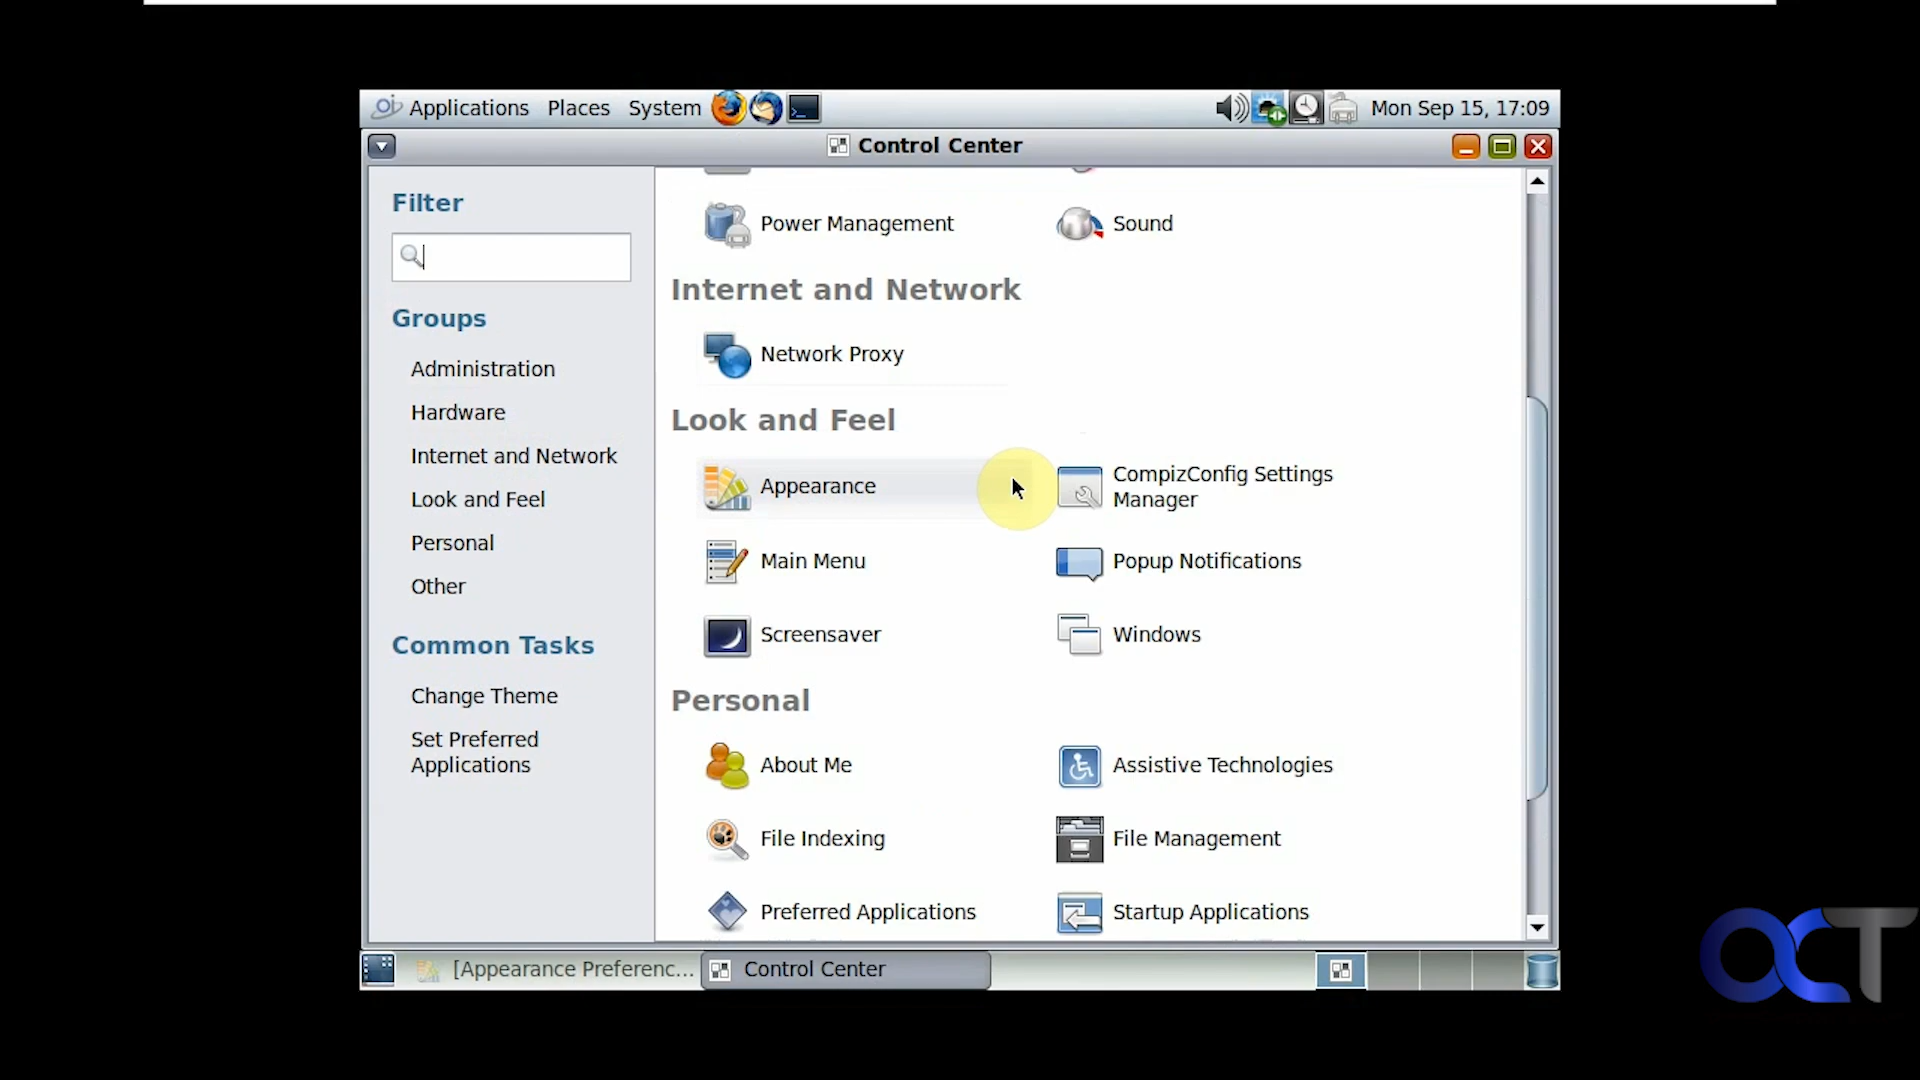 Applications Places System Mon Sep 15, 17:09
Control Center
Filter
Groups
Administration
Hardware
Internet and Network
Look and Feel
Personal
Other
Common Tasks
Change Theme
Set Preferred
Applications
Power Management
Sound
Internet and Network
Network Proxy
Look and Feel
Appearance
CompizConfig Settings
Manager
Main Menu
Popup Notifications
Screensaver
Windows
Personal
About Me
Assistive Technologies
File Indexing
File Management
Preferred Applications
Startup Applications
[Appearance Preferenc...
Control Center
OCT